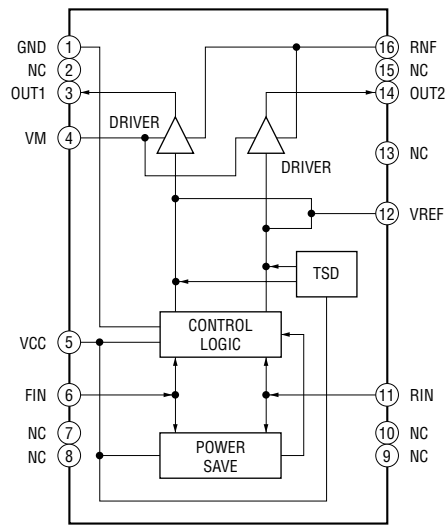 GND 1
NC 2
OUT1 3
VM 4
VCC 5
FIN 6
NC 7
NC 8
16 RNF
15 NC
14 OUT2
13 NC
12 VREF
11 RIN
10 NC
9 NC
DRIVER
DRIVER
TSD
CONTROL
LOGIC
POWER
SAVE